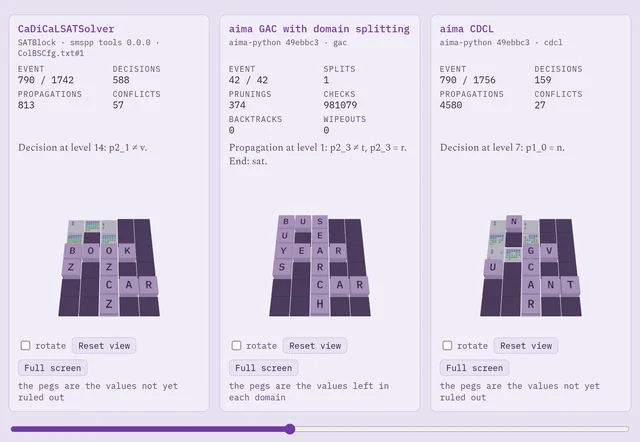 CaDiCaLSATSolver
SATBlock · smspp tools 0.0.0 ·
ColBSCfg.txt#1
EVENT DECISIONS
790 / 1742 588
PROPAGATIONS CONFLICTS
813 57
Decision at level 14: p2_1 ≠ v.
B O O K
Z Z
C C A R
Z
rotate Reset view
Full screen
the pegs are the values not yet
ruled out
aima GAC with domain splitting
aima-python 49ebbc3 · gac
EVENT SPLITS
42 / 42 1
PRUNINGS CHECKS
374 981079
BACKTRACKS WIPEOUTS
0 0
Propagation at level 1: p2_3 ≠ t, p2_3 = r.
End: sat.
B U S
U E
Y E A R
S R
C A R
H
rotate Reset view
Full screen
the pegs are the values left in
each domain
aima CDCL
aima-python 49ebbc3 · cdcl
EVENT DECISIONS
790 / 1756 159
PROPAGATIONS CONFLICTS
4580 27
Decision at level 7: p1_0 = n.
N
G V
U C
A N T
R
rotate Reset view
Full screen
the pegs are the values not yet
ruled out